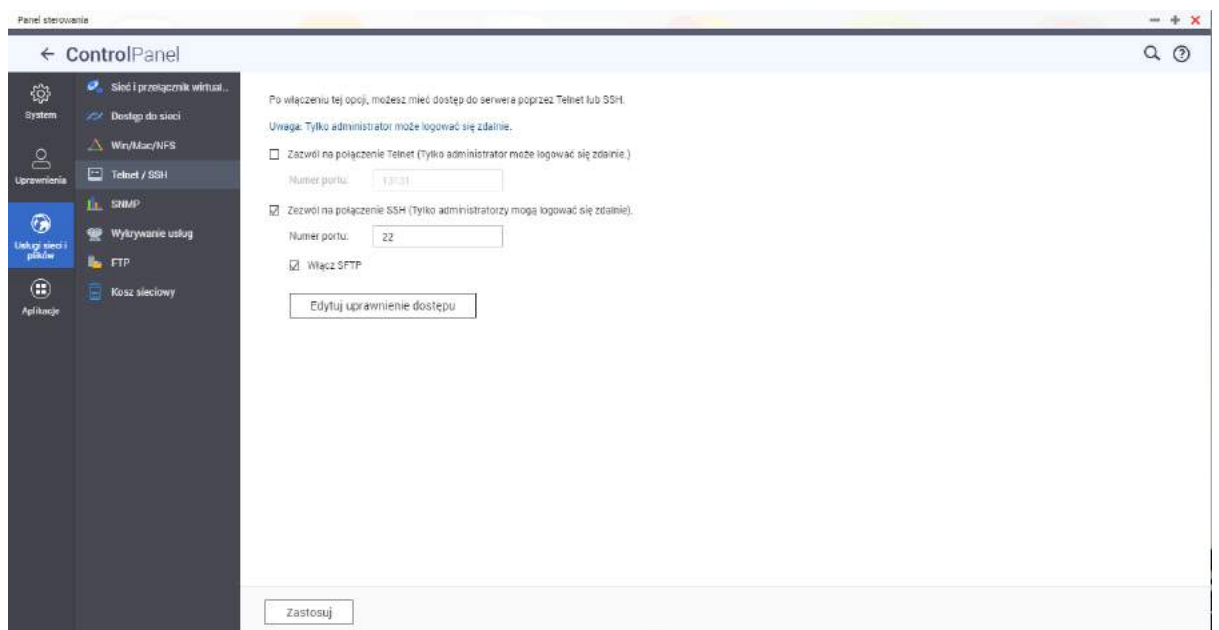 Panel sterowania
ControlPanel
System
Uprawnienia
Usługi sieci i
plików
Aplikacje
Sieć i przełącznik wirtual...
Dostęp do sieci
Win/Mac/NFS
Telnet / SSH
SNMP
Wykrywanie usług
FTP
Kosz sieciowy
Po włączeniu tej opcji, możesz mieć dostęp do serwera poprzez Telnet lub SSH.
Uwaga: Tylko administrator może logować się zdalnie.
Zazwól na połączenie Telnet (Tylko administrator może logować się zdalnie.)
Numer portu: 13131
Zezwól na połączenie SSH (Tylko administratorzy mogą logować się zdalnie).
Numer portu: 22
Włącz SFTP
Edytuj uprawnienie dostępu
Zastosuj